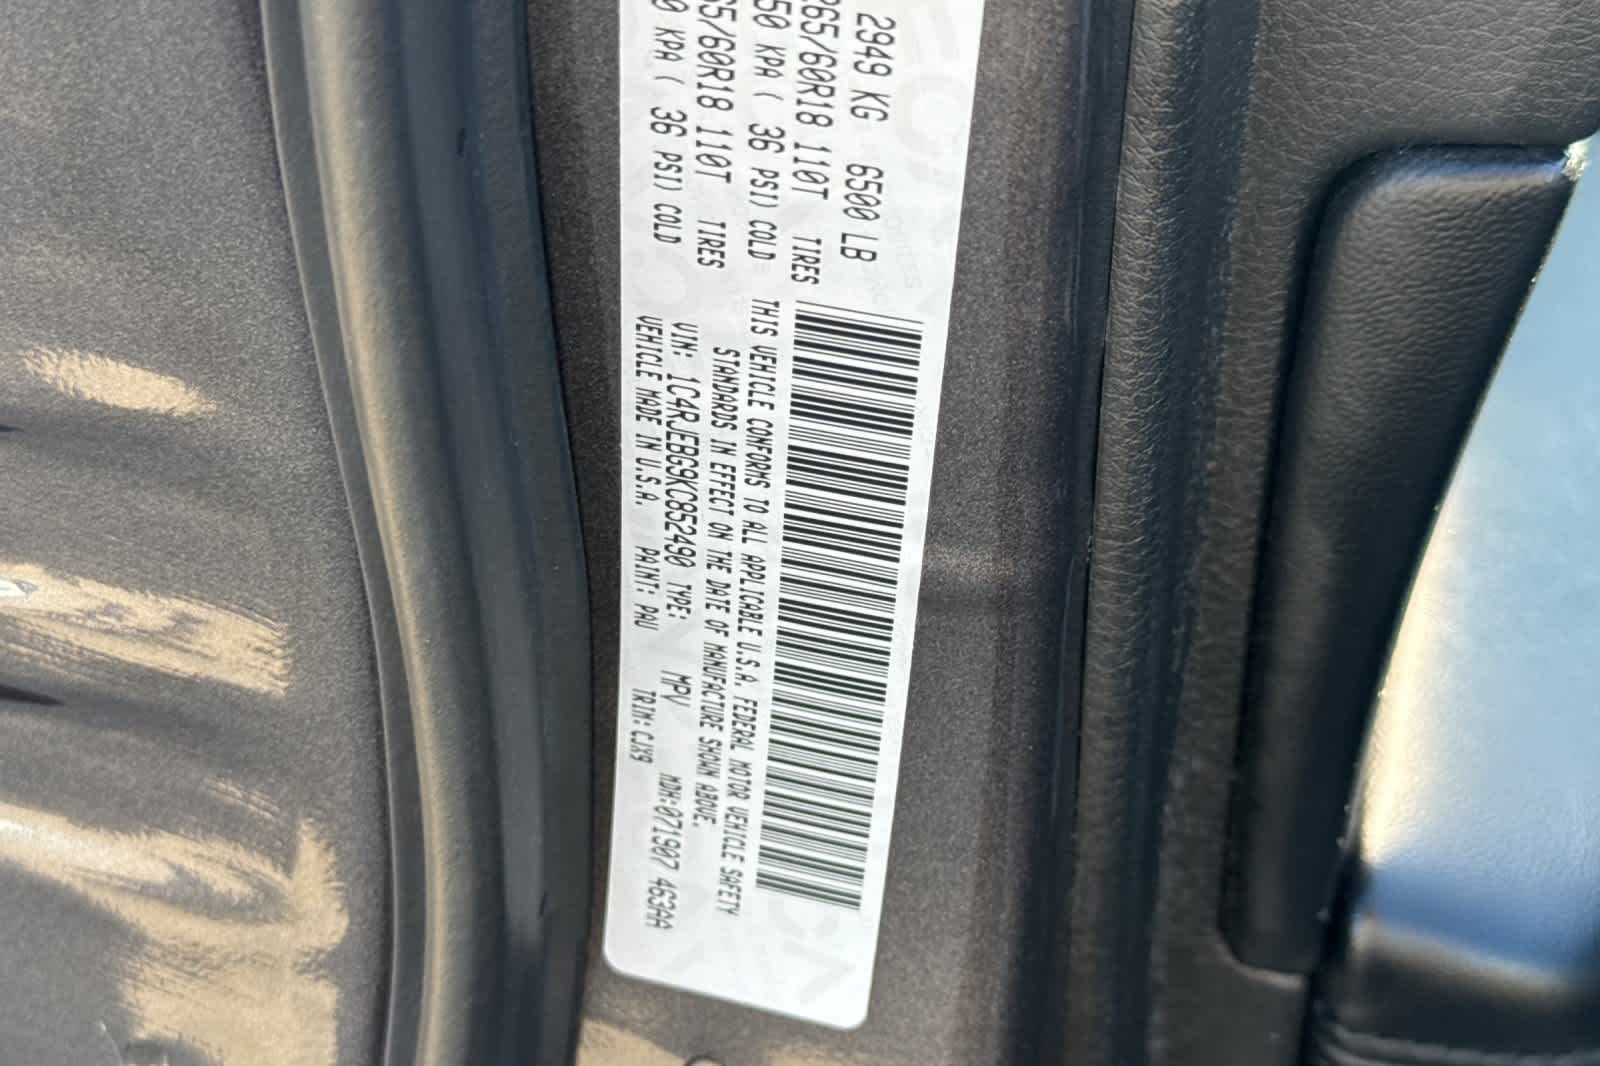 2949 KG 6500 LB
265/60R18 110T TIRES
50 KPA ( 36 PSI) COLD
65/60R18 110T TIRES
0 KPA ( 36 PSI) COLD
THIS VEHICLE CONFORMS TO ALL APPLICABLE U.S.A. FEDERAL MOTOR VEHICLE SAFETY
STANDARDS IN EFFECT ON THE DATE OF MANUFACTURE SHOWN ABOVE.
VIN: 1C4RJEBG9KC852490 TYPE: MPV MDH:071907 463AA
VEHICLE MADE IN U.S.A. PAINT: PAU TRIM:CJX9